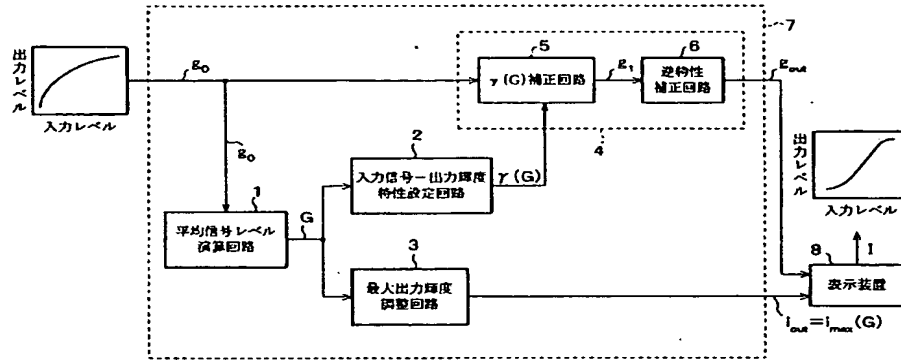 出力レベル
入力レベル
g₀
g₀
1
平均信号レベル
演算回路
G
2
入力信号－出力輝度
特性設定回路
γ(G)
3
最大出力輝度
調整回路
5
γ(G)補正回路
g₁
6
逆物性
補正回路
4
7
gout
出力レベル
入力レベル
I
8
表示装置
iout=imax(G)